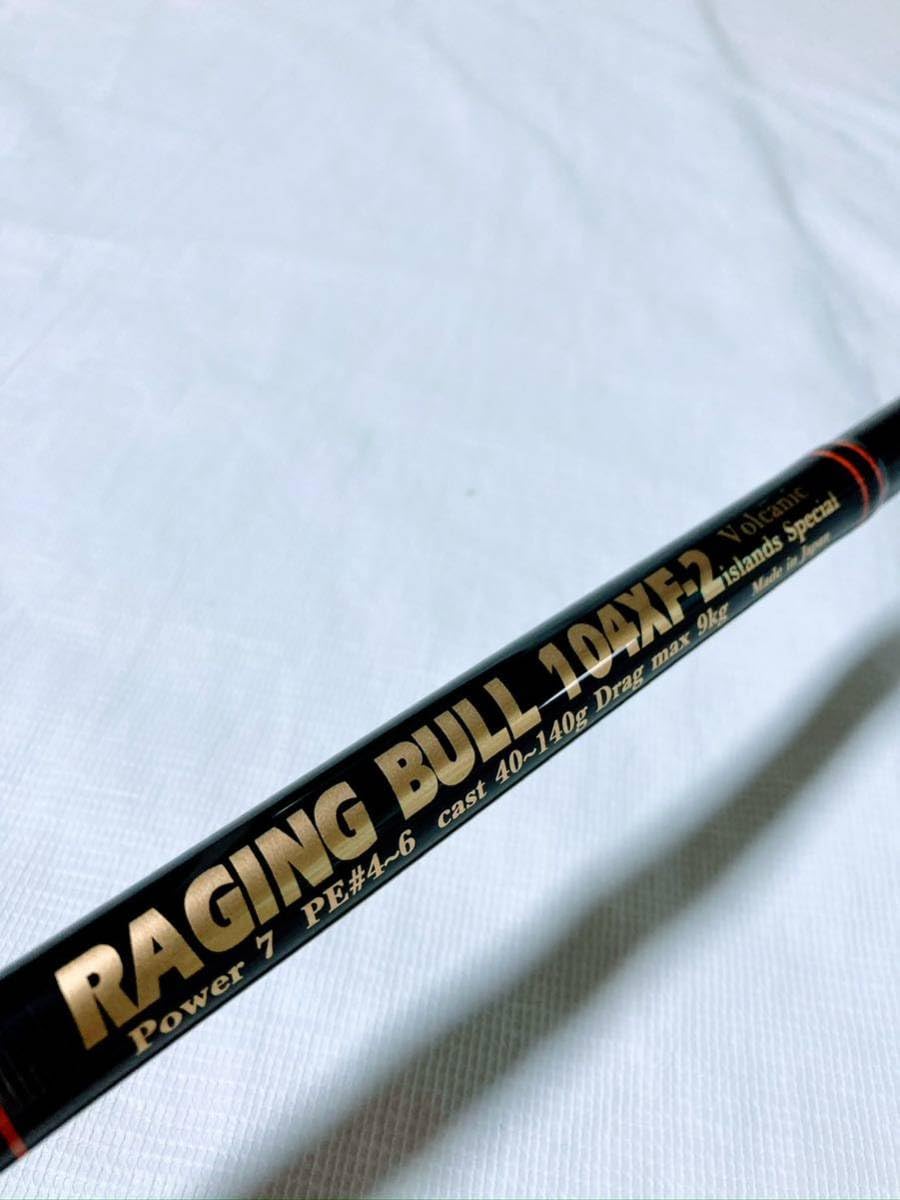 RAGING BULL 104XF-2 Volcanic
islands Special
Power 7 PE#4~6 cast 40~140g Drag max 9kg Made in Japan